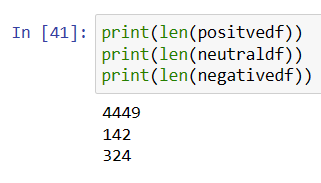 In [41]: print(len(positvedf))
print(len(neutraldf))
print(len(negativedf))
4449
142
324